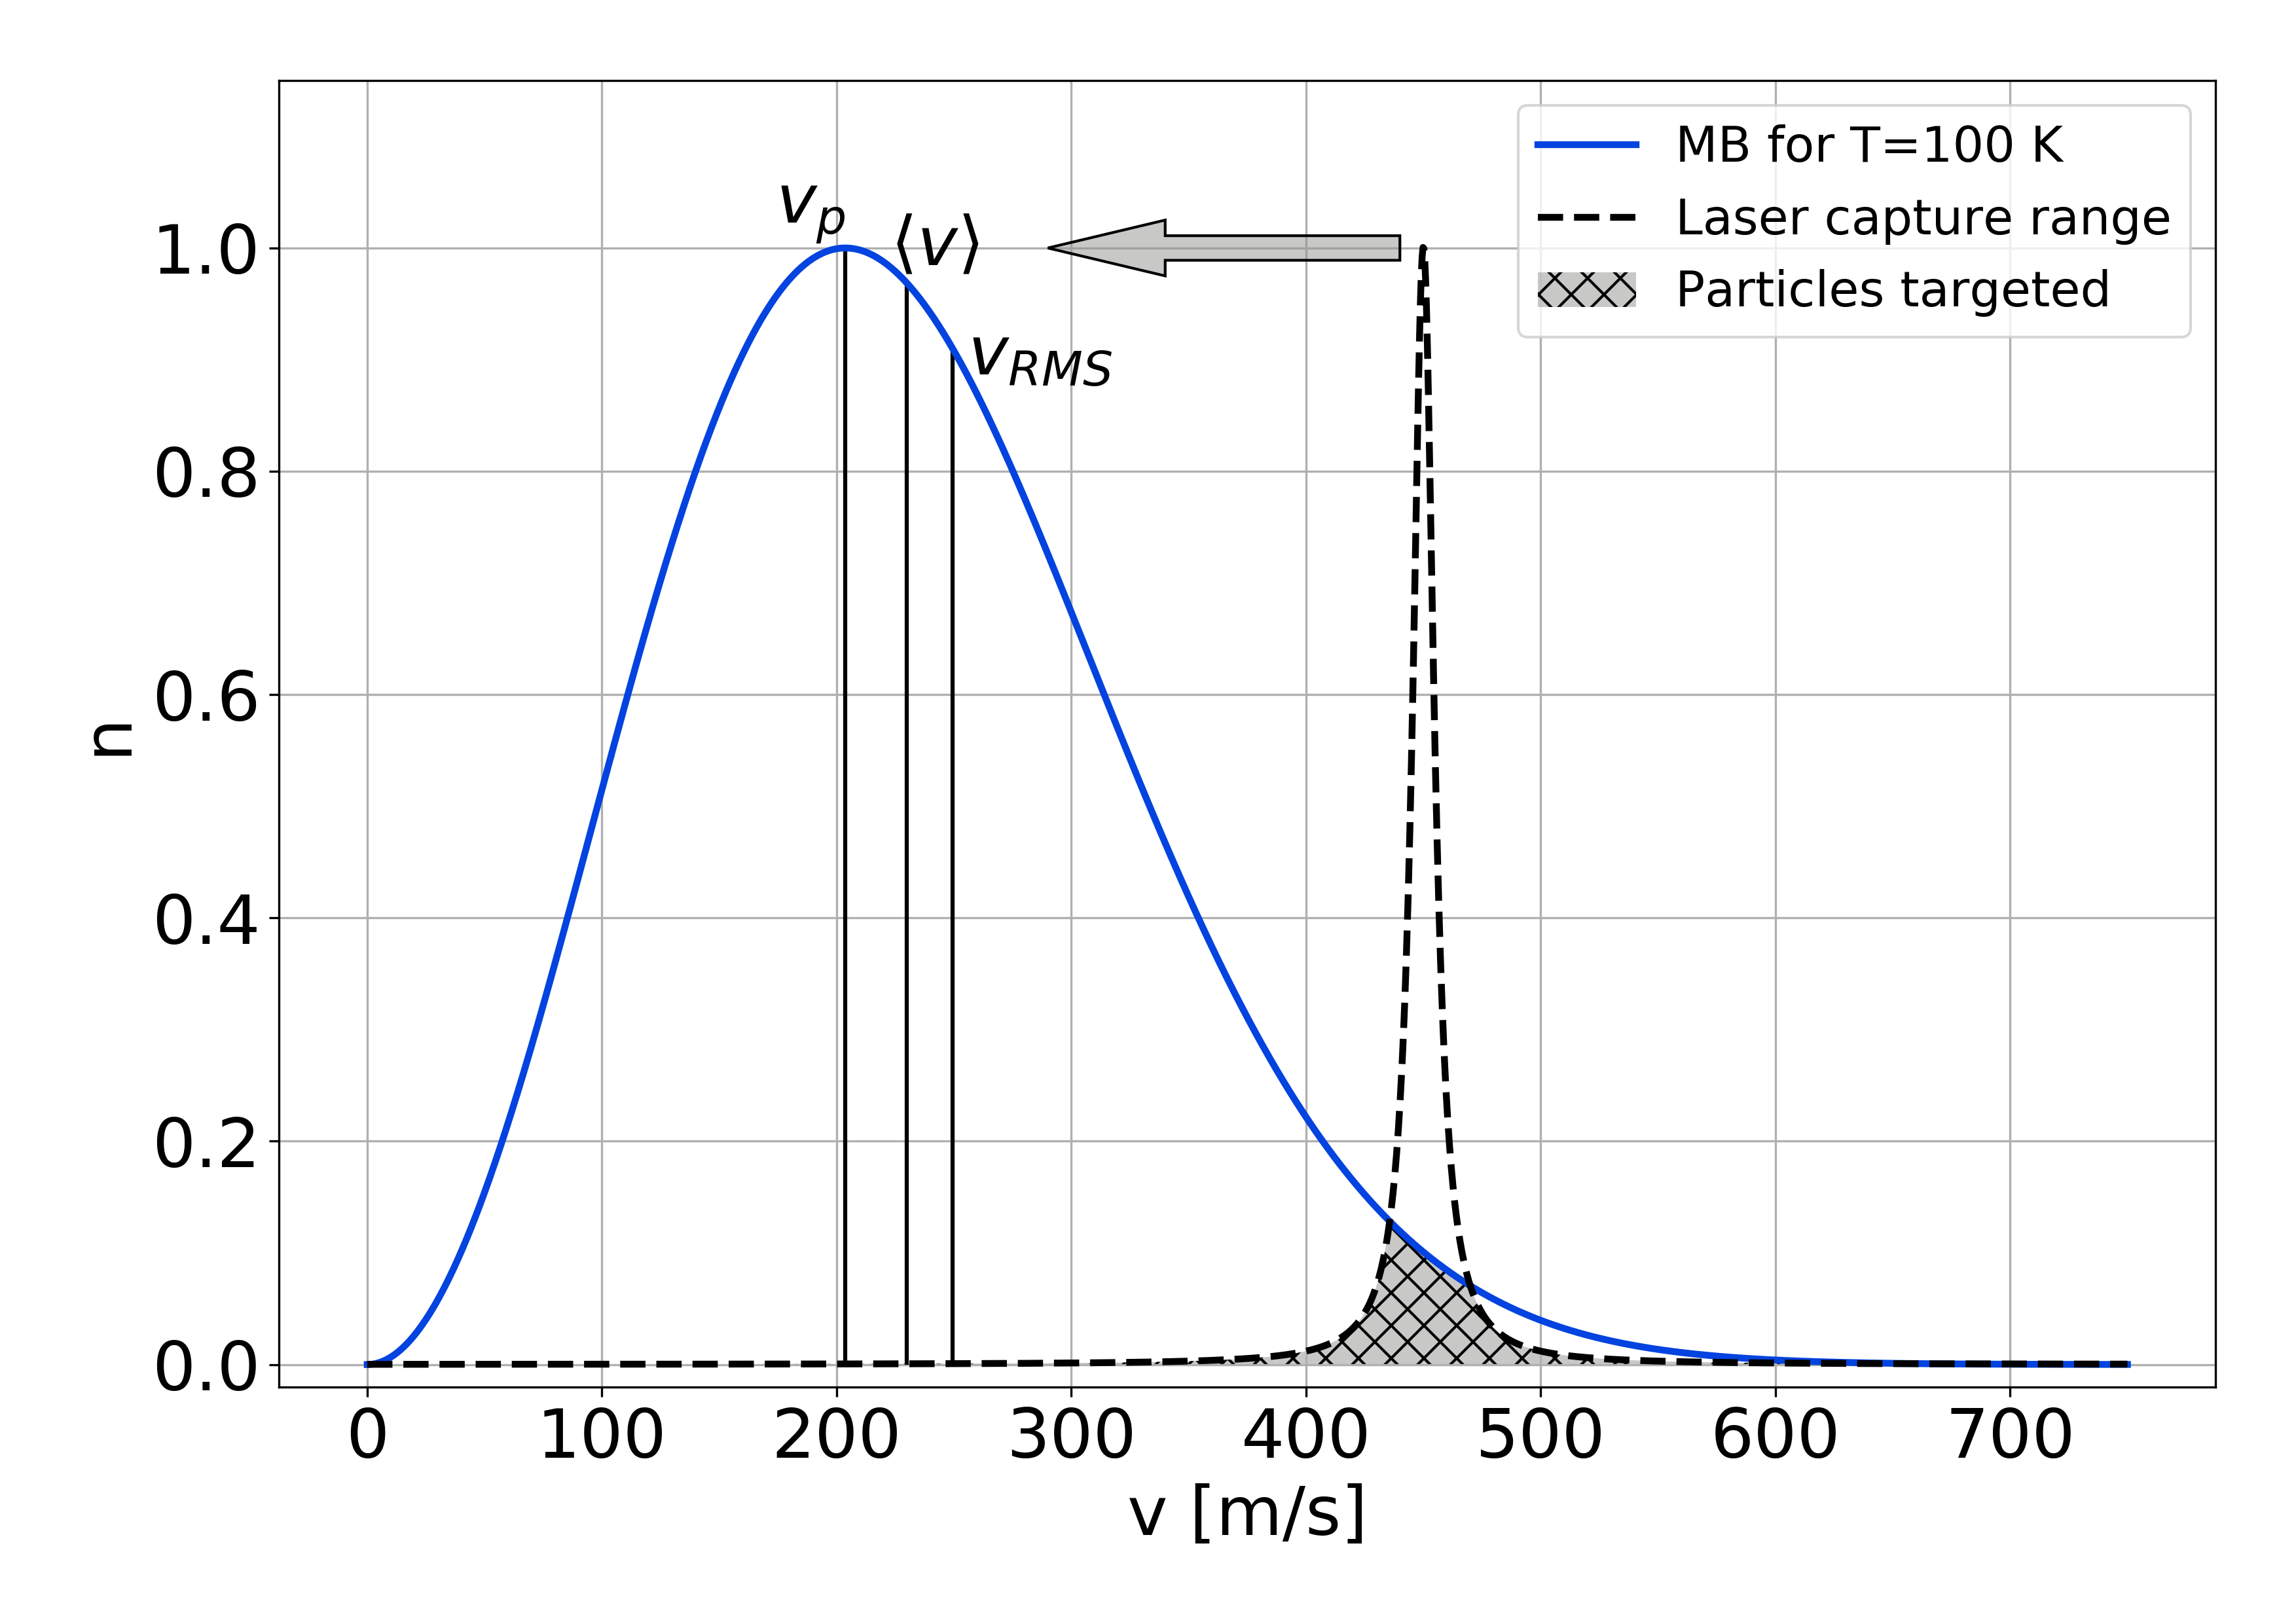 MB for T=100 K
Laser capture range
Particles targeted
v_p
⟨v⟩
v_RMS
1.0
0.8
0.6
0.4
0.2
0.0
n
0 100 200 300 400 500 600 700
v [m/s]